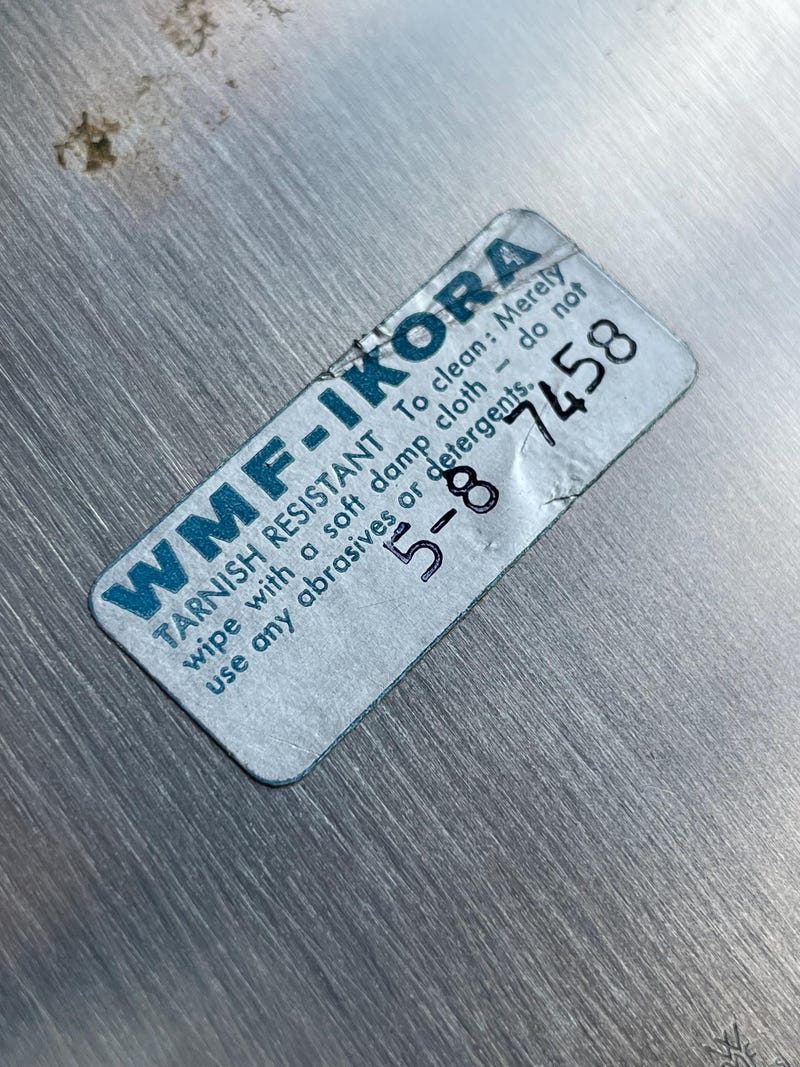 WMF-IKORA
TARNISH RESISTANT To clean: Merely
wipe with a soft damp cloth – do not
use any abrasives or detergents.
5-8 7458